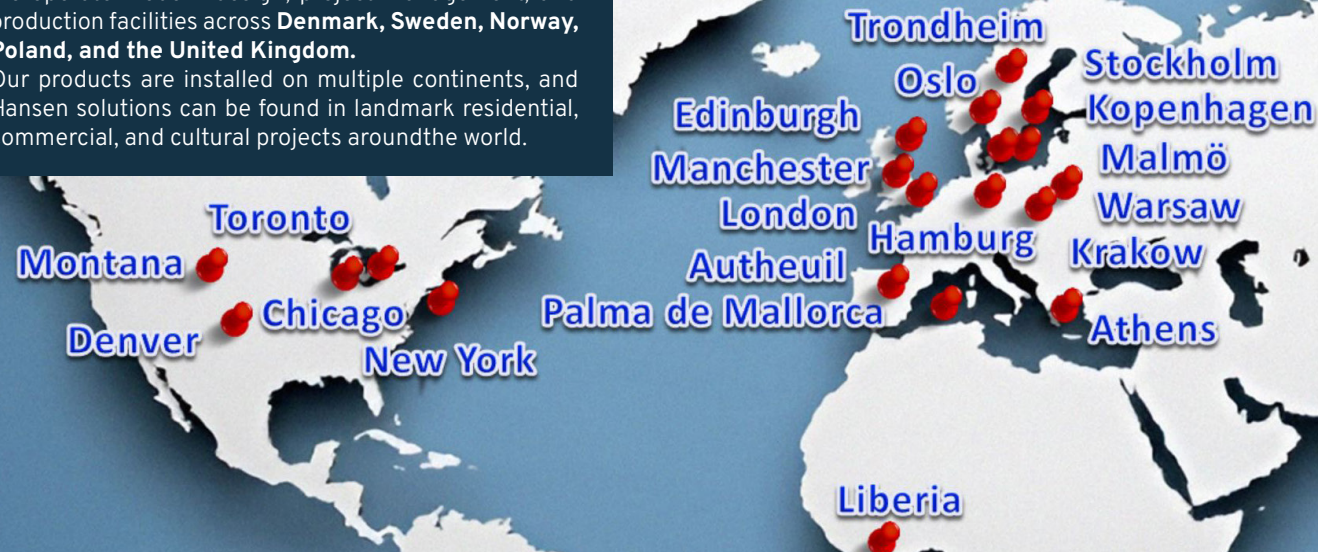 production facilities across Denmark, Sweden, Norway,
Poland, and the United Kingdom.
Our products are installed on multiple continents, and
Hansen solutions can be found in landmark residential,
commercial, and cultural projects aroundthe world.
Trondheim
Oslo
Stockholm
Kopenhagen
Edinburgh
Manchester
Malmö
London
Warsaw
Hamburg
Krakow
Autheuil
Palma de Mallorca
Athens
Toronto
Montana
Chicago
Denver
New York
Liberia